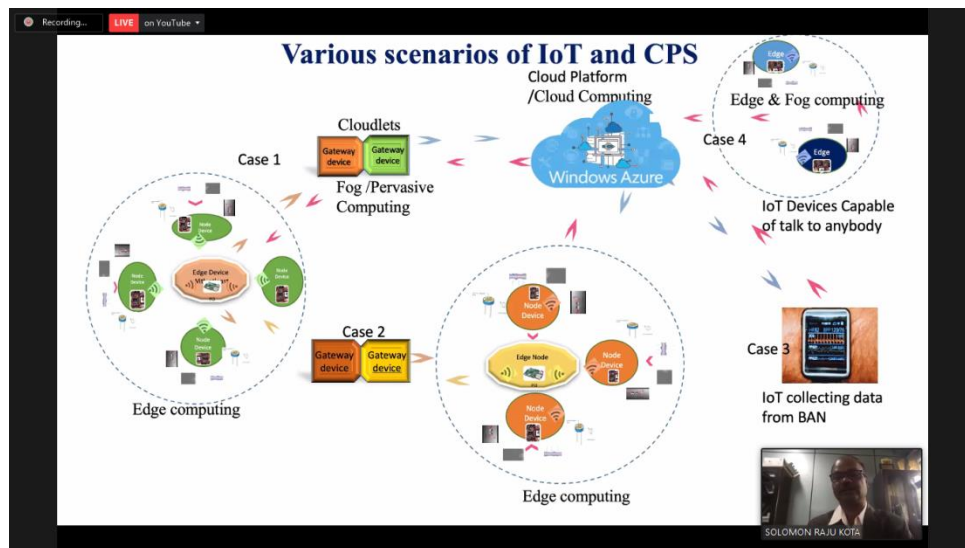 Recording...
LIVE on YouTube
Various scenarios of IoT and CPS
Cloud Platform
/Cloud Computing
Edge
Edge & Fog computing
Edge
Case 4
Cloudlets
Case 1
Gateway
device
Gateway
device
Fog /Pervasive
Computing
Windows Azure
IoT Devices Capable
of talk to anybody
Node
Device
Node
Device
Edge Device
Node
Device
Node
Device
Edge computing
Case 2
Gateway
device
Gateway
device
Node
Device
Edge Node
Node
Device
Node
Device
Edge computing
Case 3
IoT collecting data
from BAN
SOLOMON RAJU KOTA